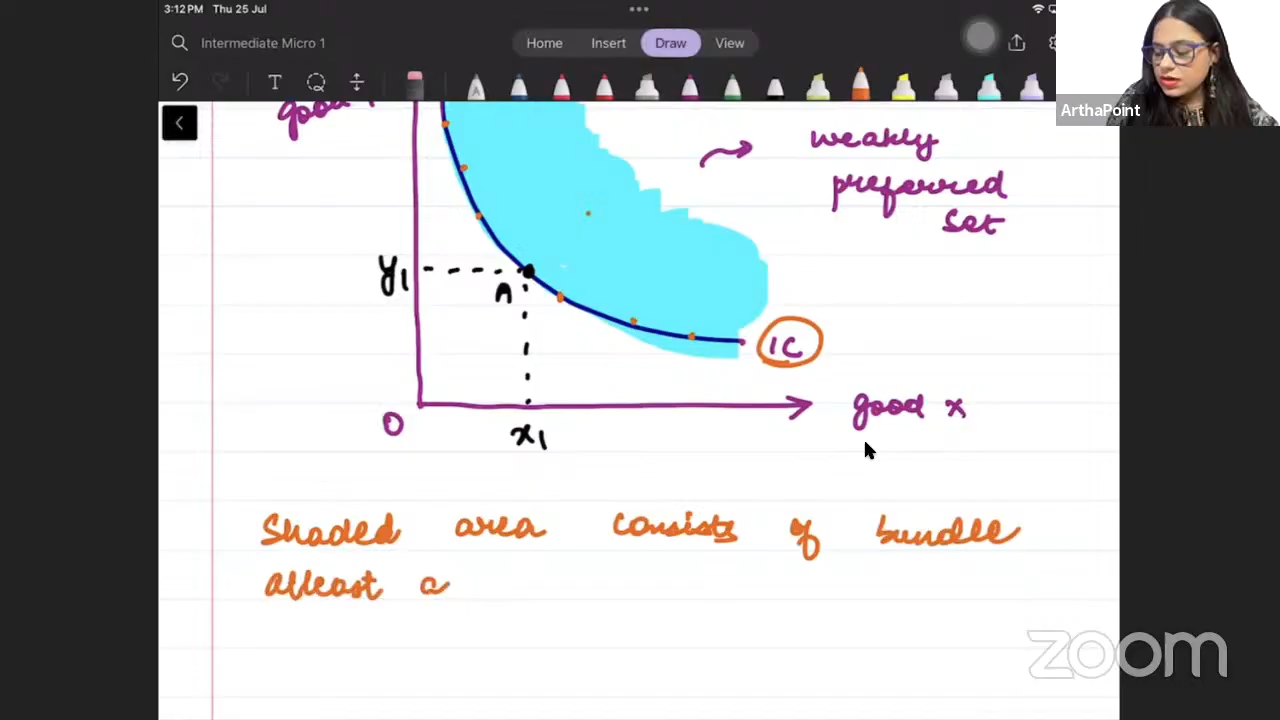 3:12 PM Thu 25 Jul
Intermediate Micro 1
Home Insert Draw View
T
A
ArthaPoint
good
weakly
preferred
set
y1
A
IC
0
x1
good x
Shaded area consists of bundle
atleast a
zoom